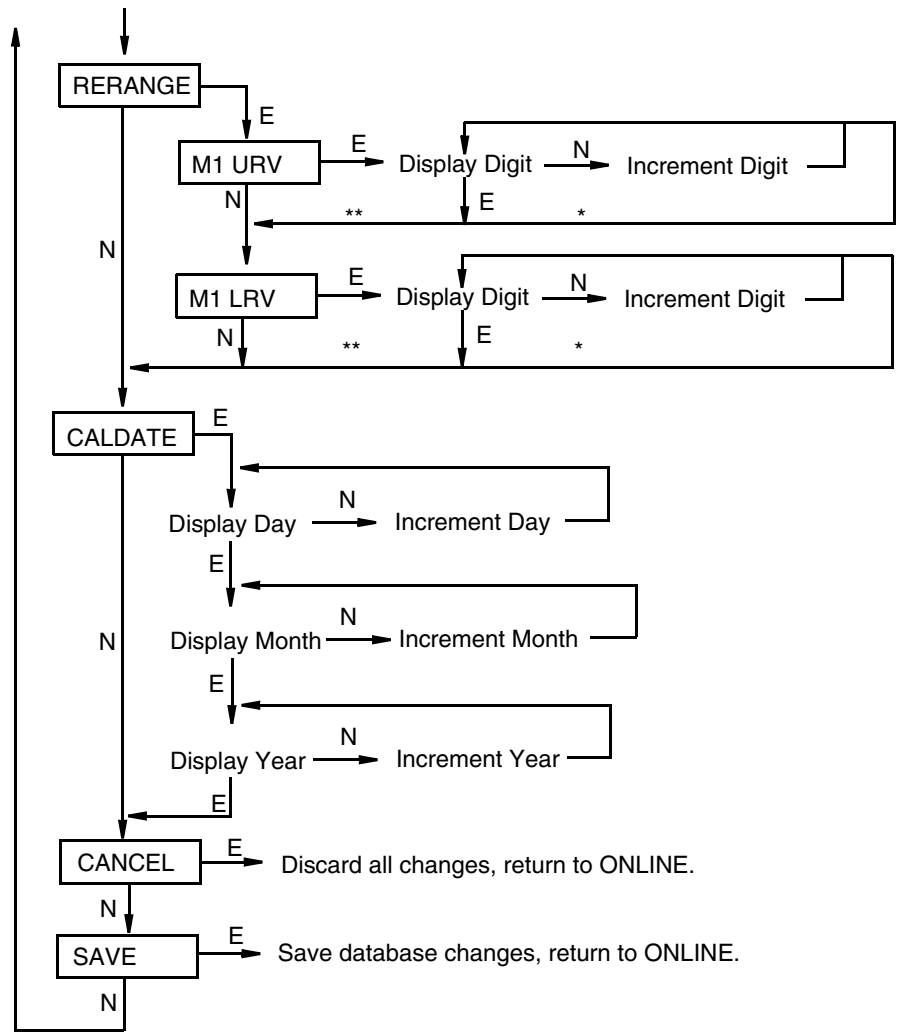 RERANGE
E
M1 URV
E
Display Digit
N
Increment Digit
N
E
**
*
N
M1 LRV
E
Display Digit
N
Increment Digit
N
E
**
*
CALDATE
E
Display Day
N
Increment Day
E
N
Display Month
N
Increment Month
E
Display Year
N
Increment Year
E
CANCEL
E
Discard all changes, return to ONLINE.
N
SAVE
E
Save database changes, return to ONLINE.
N